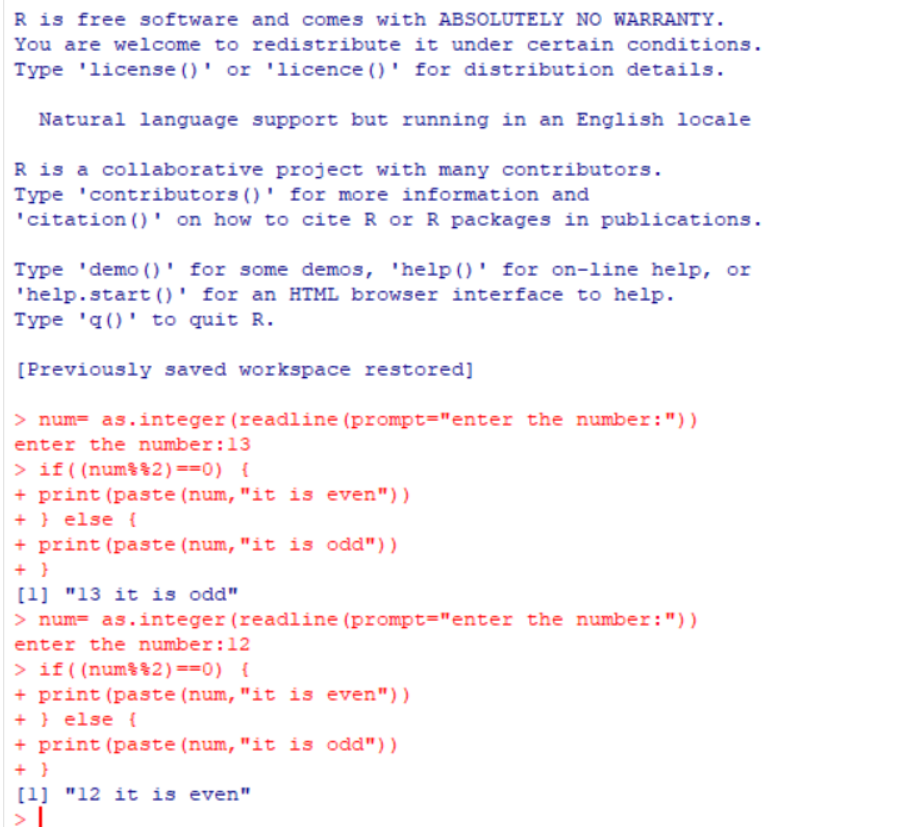 R is free software and comes with ABSOLUTELY NO WARRANTY.
You are welcome to redistribute it under certain conditions.
Type 'license()' or 'licence()' for distribution details.
Natural language support but running in an English locale
R is a collaborative project with many contributors.
Type 'contributors()' for more information and
'citation()' on how to cite R or R packages in publications.
Type 'demo()' for some demos, 'help()' for on-line help, or
'help.start()' for an HTML browser interface to help.
Type 'q()' to quit R.
[Previously saved workspace restored]
> num= as.integer(readline(prompt="enter the number:"))
enter the number:13
> if((num%%2)==0) {
+ print(paste(num,"it is even"))
+ } else {
+ print(paste(num,"it is odd"))
+ }
[1] "13 it is odd"
> num= as.integer(readline(prompt="enter the number:"))
enter the number:12
> if((num%%2)==0) {
+ print(paste(num,"it is even"))
+ } else {
+ print(paste(num,"it is odd"))
+ }
[1] "12 it is even"
>